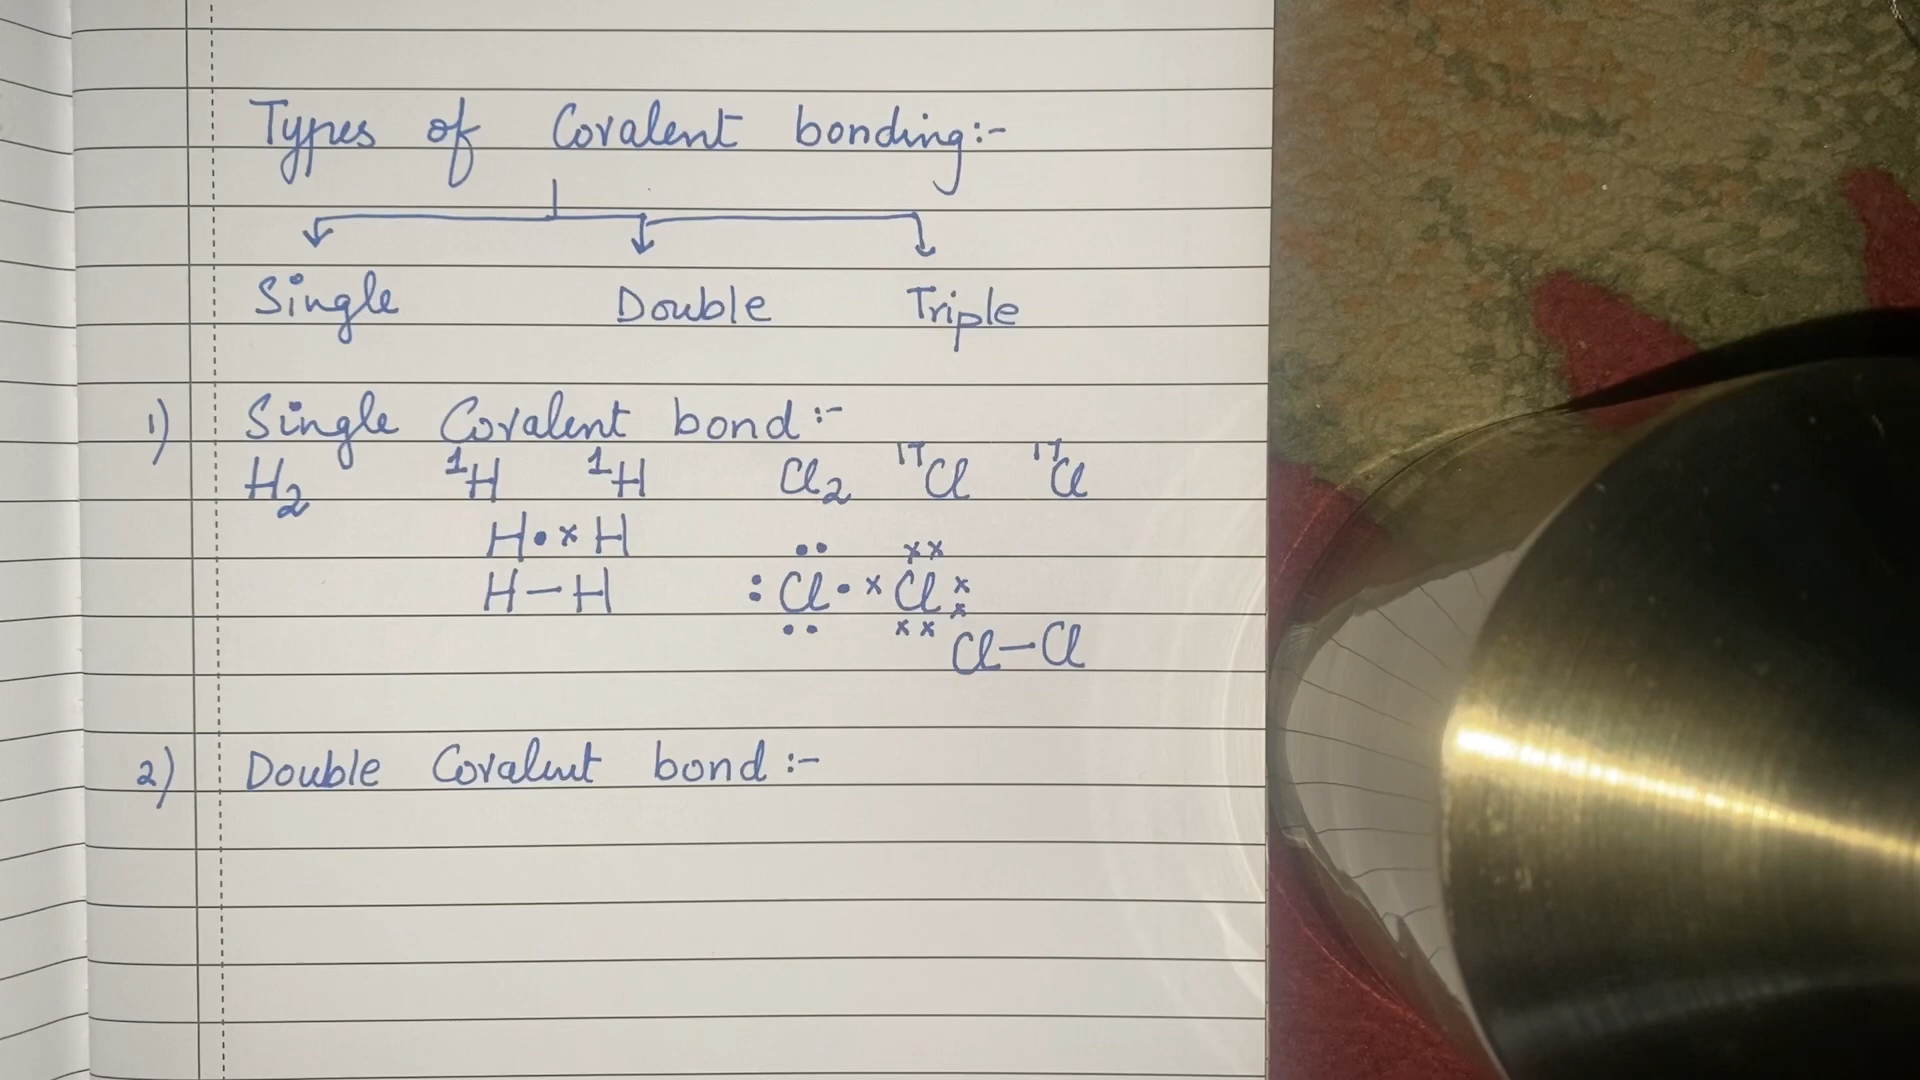 Types of Covalent bonding:-
Single Double Triple
1) Single Covalent bond :-
H₂ ¹H ¹H Cl₂ ¹⁷Cl ¹⁷Cl
H•×H
•• ××
H-H :Cl•×Cl×× 
•• ××
Cl-Cl
2) Double Covalent bond :-